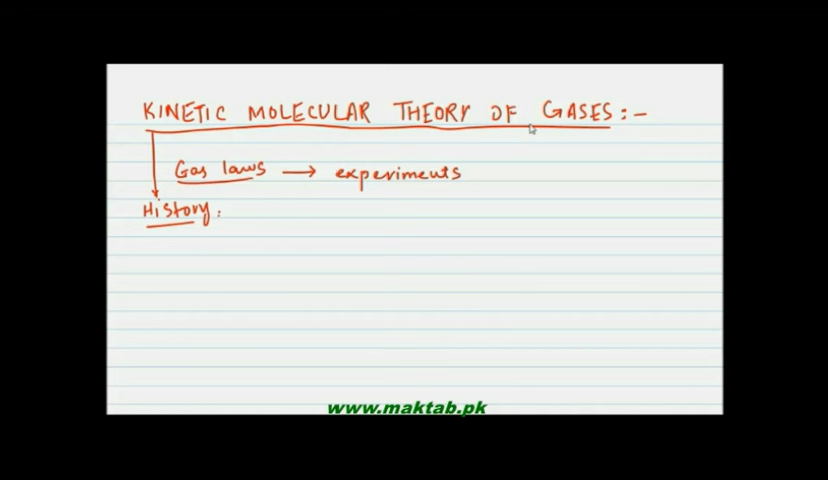 KINETIC MOLECULAR THEORY OF GASES :-
Gas laws → experiments
History:
www.maktab.pk